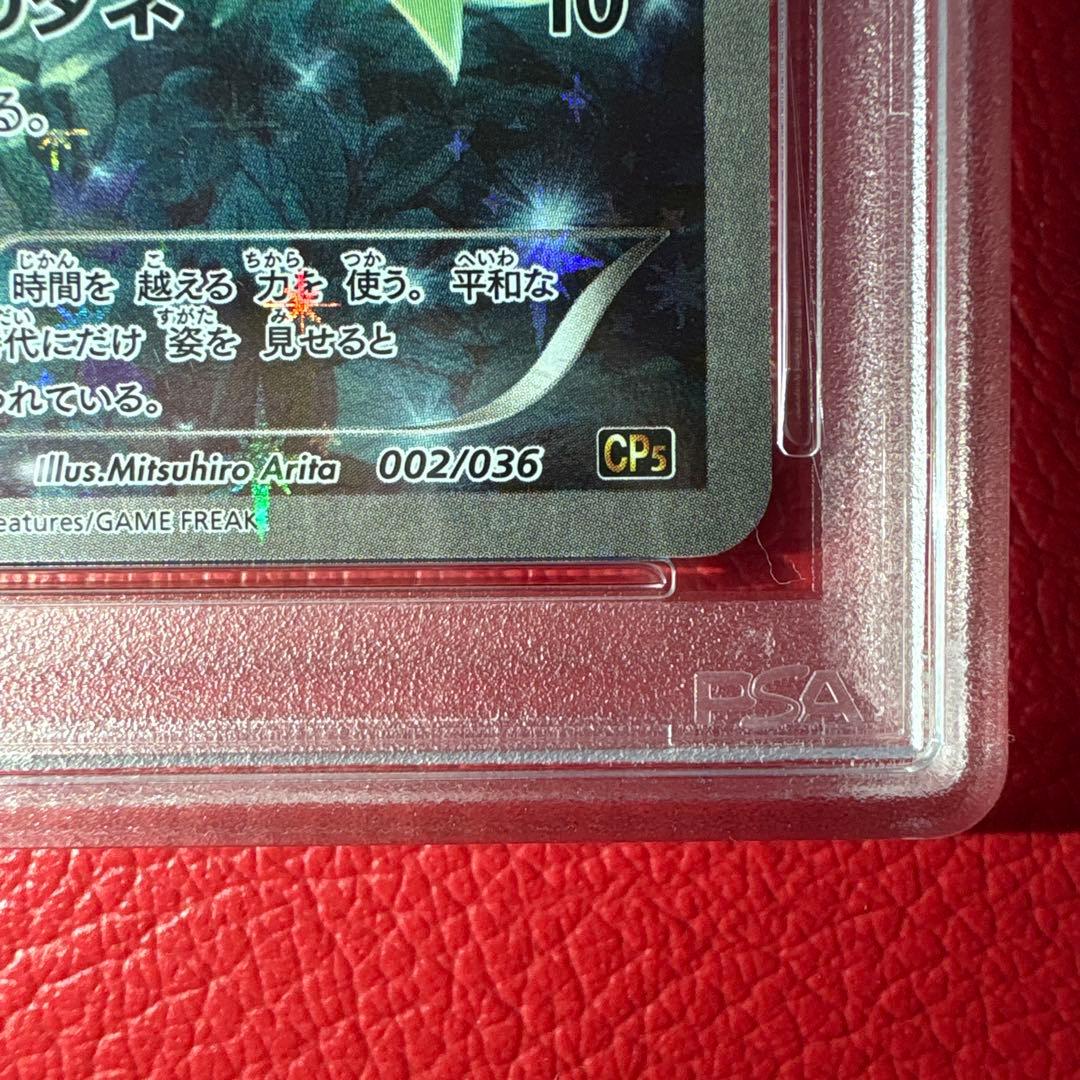 のタネ 10
る。
時間を 越える 力を 使う。 平和な
代にだけ 姿を 見せると
われている。
Illus.Mitsuhiro Arita 002/036 CP5
eatures/GAME FREAK
PSA